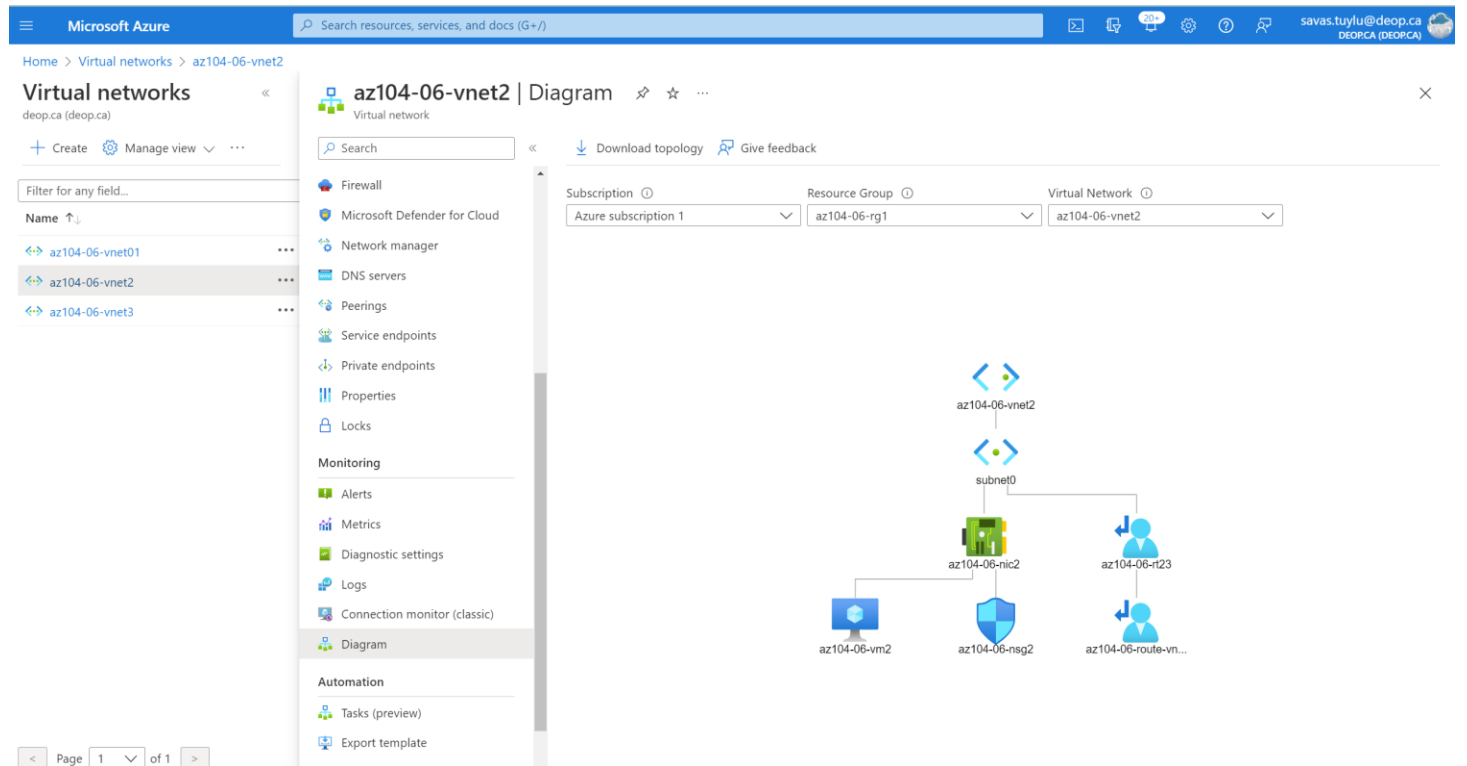 Microsoft Azure
Search resources, services, and docs (G+/)
20+
savas.tuylu@deop.ca
DEOP.CA (DEOP.CA)
Home > Virtual networks > az104-06-vnet2
Virtual networks
deop.ca (deop.ca)
+ Create Manage view ...
Filter for any field...
Name ↑↓
az104-06-vnet01 ...
az104-06-vnet2 ...
az104-06-vnet3 ...
< Page 1 of 1 >
az104-06-vnet2 | Diagram ...
Virtual network
Search
Firewall
Microsoft Defender for Cloud
Network manager
DNS servers
Peerings
Service endpoints
Private endpoints
Properties
Locks
Monitoring
Alerts
Metrics
Diagnostic settings
Logs
Connection monitor (classic)
Diagram
Automation
Tasks (preview)
Export template
Download topology Give feedback
Subscription Resource Group Virtual Network
Azure subscription 1 az104-06-rg1 az104-06-vnet2
az104-06-vnet2
subnet0
az104-06-nic2 az104-06-rt23
az104-06-vm2 az104-06-nsg2 az104-06-route-vn...